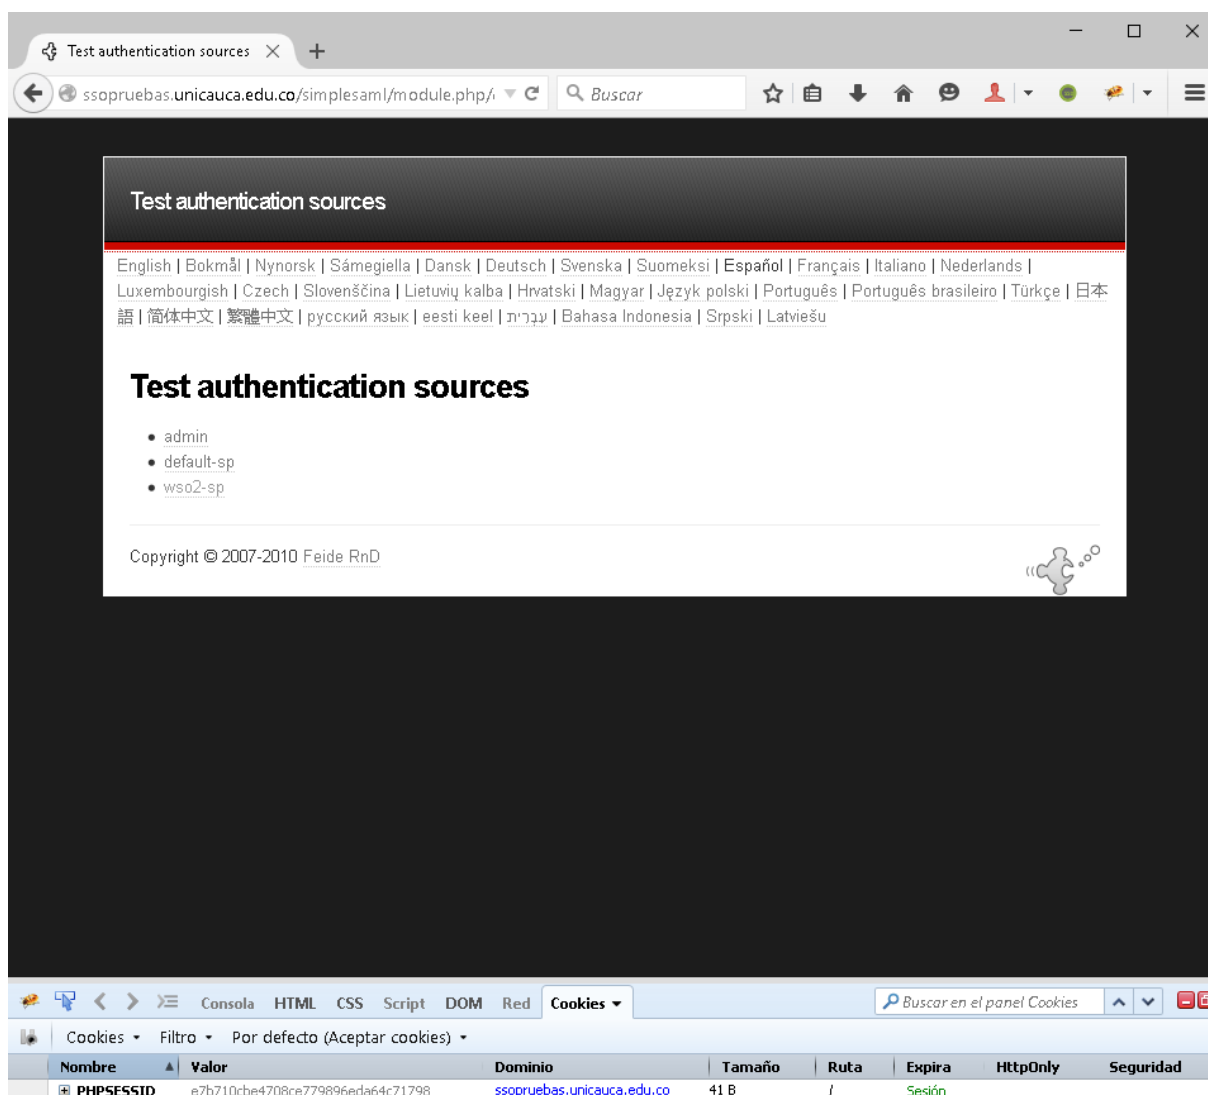 Test authentication sources
ssopruebas.unicauca.edu.co/simplesaml/module.php/ Buscar
Test authentication sources
English | Bokmål | Nynorsk | Sámegiella | Dansk | Deutsch | Svenska | Suomeksi | Español | Français | Italiano | Nederlands |
Luxembourgish | Czech | Slovenščina | Lietuvių kalba | Hrvatski | Magyar | Język polski | Português | Português brasileiro | Türkçe | 日本
語 | 简体中文 | 繁體中文 | русский язык | eesti keel | עִבְרִית | Bahasa Indonesia | Srpski | Latviešu
Test authentication sources
admin
default-sp
wso2-sp
Copyright © 2007-2010 Feide RnD
Consola HTML CSS Script DOM Red Cookies Buscar en el panel Cookies
Cookies Filtro Por defecto (Aceptar cookies)
Nombre Valor Dominio Tamaño Ruta Expira HttpOnly Seguridad
PHPSESSID e7b710cbe4708ce779896eda64c71798 ssopruebas.unicauca.edu.co 41 B / Sesión